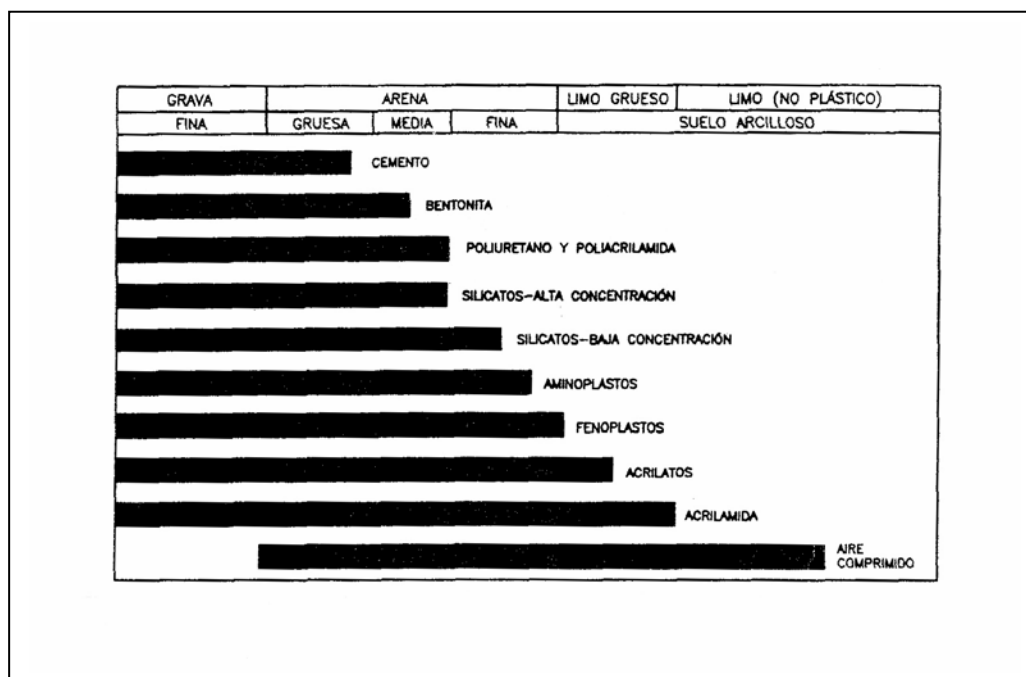 GRAVA ARENA LIMO GRUESO LIMO (NO PLÁSTICO)
FINA GRUESA MEDIA FINA SUELO ARCILLOSO
CEMENTO
BENTONITA
POLIURETANO Y POLIACRILAMIDA
SILICATOS-ALTA CONCENTRACIÓN
SILICATOS-BAJA CONCENTRACIÓN
AMINOPLASTOS
FENOPLASTOS
ACRILATOS
ACRILAMIDA
AIRE
COMPRIMIDO